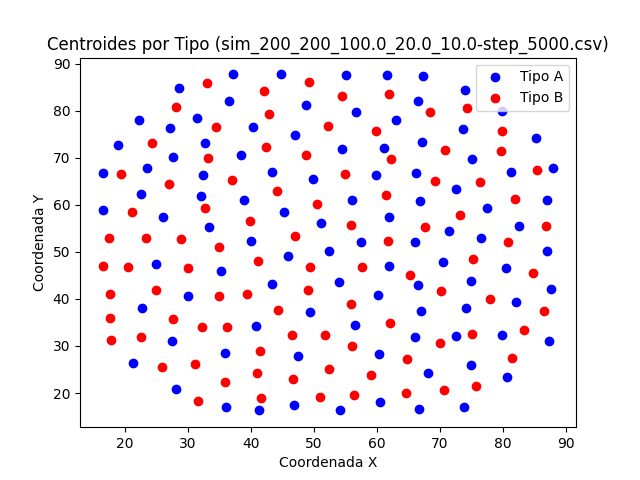 Centroides por Tipo (sim_200_200_100.0_20.0_10.0-step_5000.csv)
Tipo A
Tipo B
90
80
70
60
50
40
30
20
Coordenada Y
20 30 40 50 60 70 80 90
Coordenada X